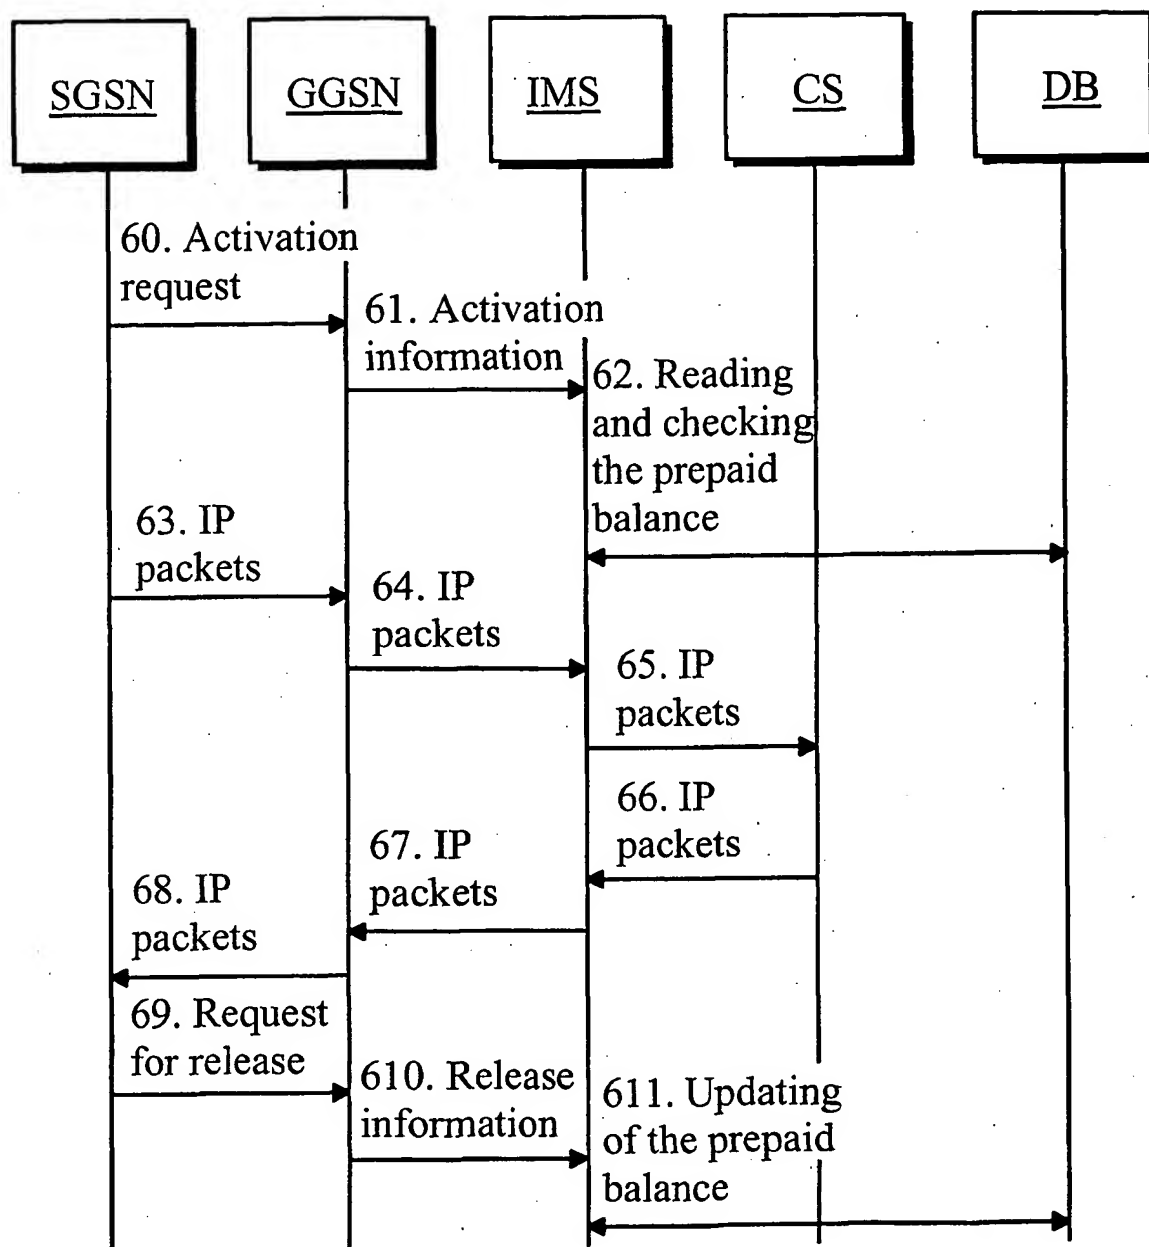 SGSN
GGSN
IMS
CS
DB
60. Activation
request
61. Activation
information
62. Reading
and checking
the prepaid
balance
63. IP
packets
64. IP
packets
65. IP
packets
66. IP
packets
67. IP
packets
68. IP
packets
69. Request
for release
610. Release
information
611. Updating
of the prepaid
balance